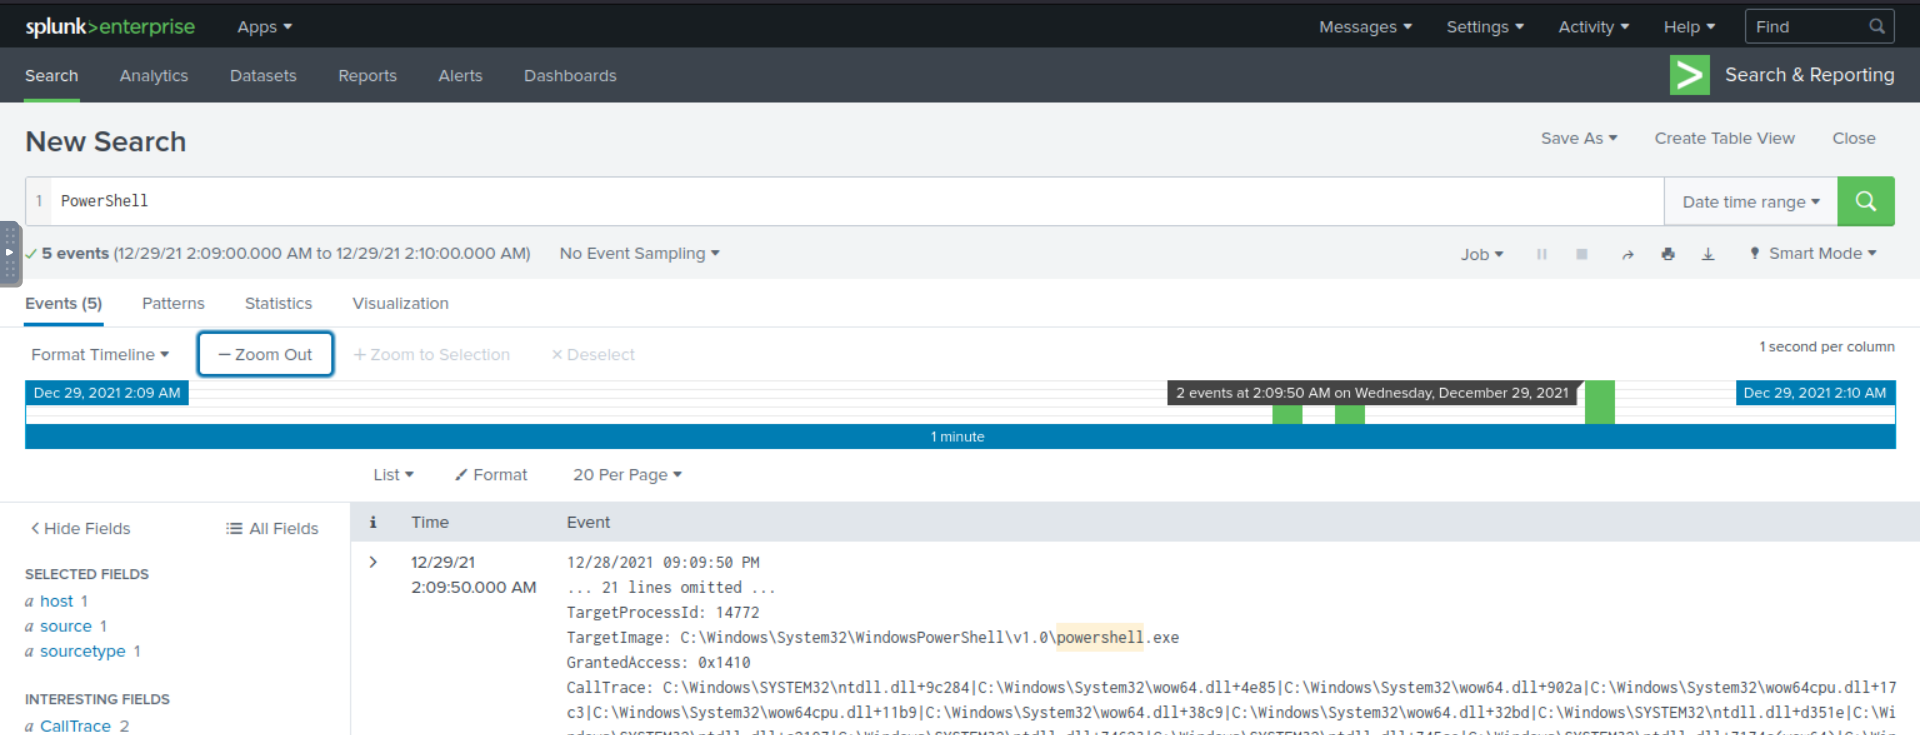 splunk>enterprise Apps Messages Settings Activity Help Find
Search Analytics Datasets Reports Alerts Dashboards Search & Reporting
New Search
Save As Create Table View Close
1 PowerShell Date time range
5 events (12/29/21 2:09:00.000 AM to 12/29/21 2:10:00.000 AM) No Event Sampling Job Smart Mode
Events (5) Patterns Statistics Visualization
Format Timeline — Zoom Out + Zoom to Selection × Deselect 1 second per column
Dec 29, 2021 2:09 AM 2 events at 2:09:50 AM on Wednesday, December 29, 2021 Dec 29, 2021 2:10 AM
1 minute
List Format 20 Per Page
< Hide Fields All Fields
i Time Event
SELECTED FIELDS
a host 1
a source 1
a sourcetype 1
INTERESTING FIELDS
a CallTrace 2
> 12/29/21
2:09:50.000 AM
12/28/2021 09:09:50 PM
... 21 lines omitted ...
TargetProcessId: 14772
TargetImage: C:\Windows\System32\WindowsPowerShell\v1.0\powershell.exe
GrantedAccess: 0x1410
CallTrace: C:\Windows\SYSTEM32\ntdll.dll+9c284|C:\Windows\System32\wow64.dll+4e85|C:\Windows\System32\wow64.dll+902a|C:\Windows\System32\wow64cpu.dll+17
c3|C:\Windows\System32\wow64cpu.dll+11b9|C:\Windows\System32\wow64.dll+38c9|C:\Windows\System32\wow64.dll+32bd|C:\Windows\SYSTEM32\ntdll.dll+d351e|C:\Wi